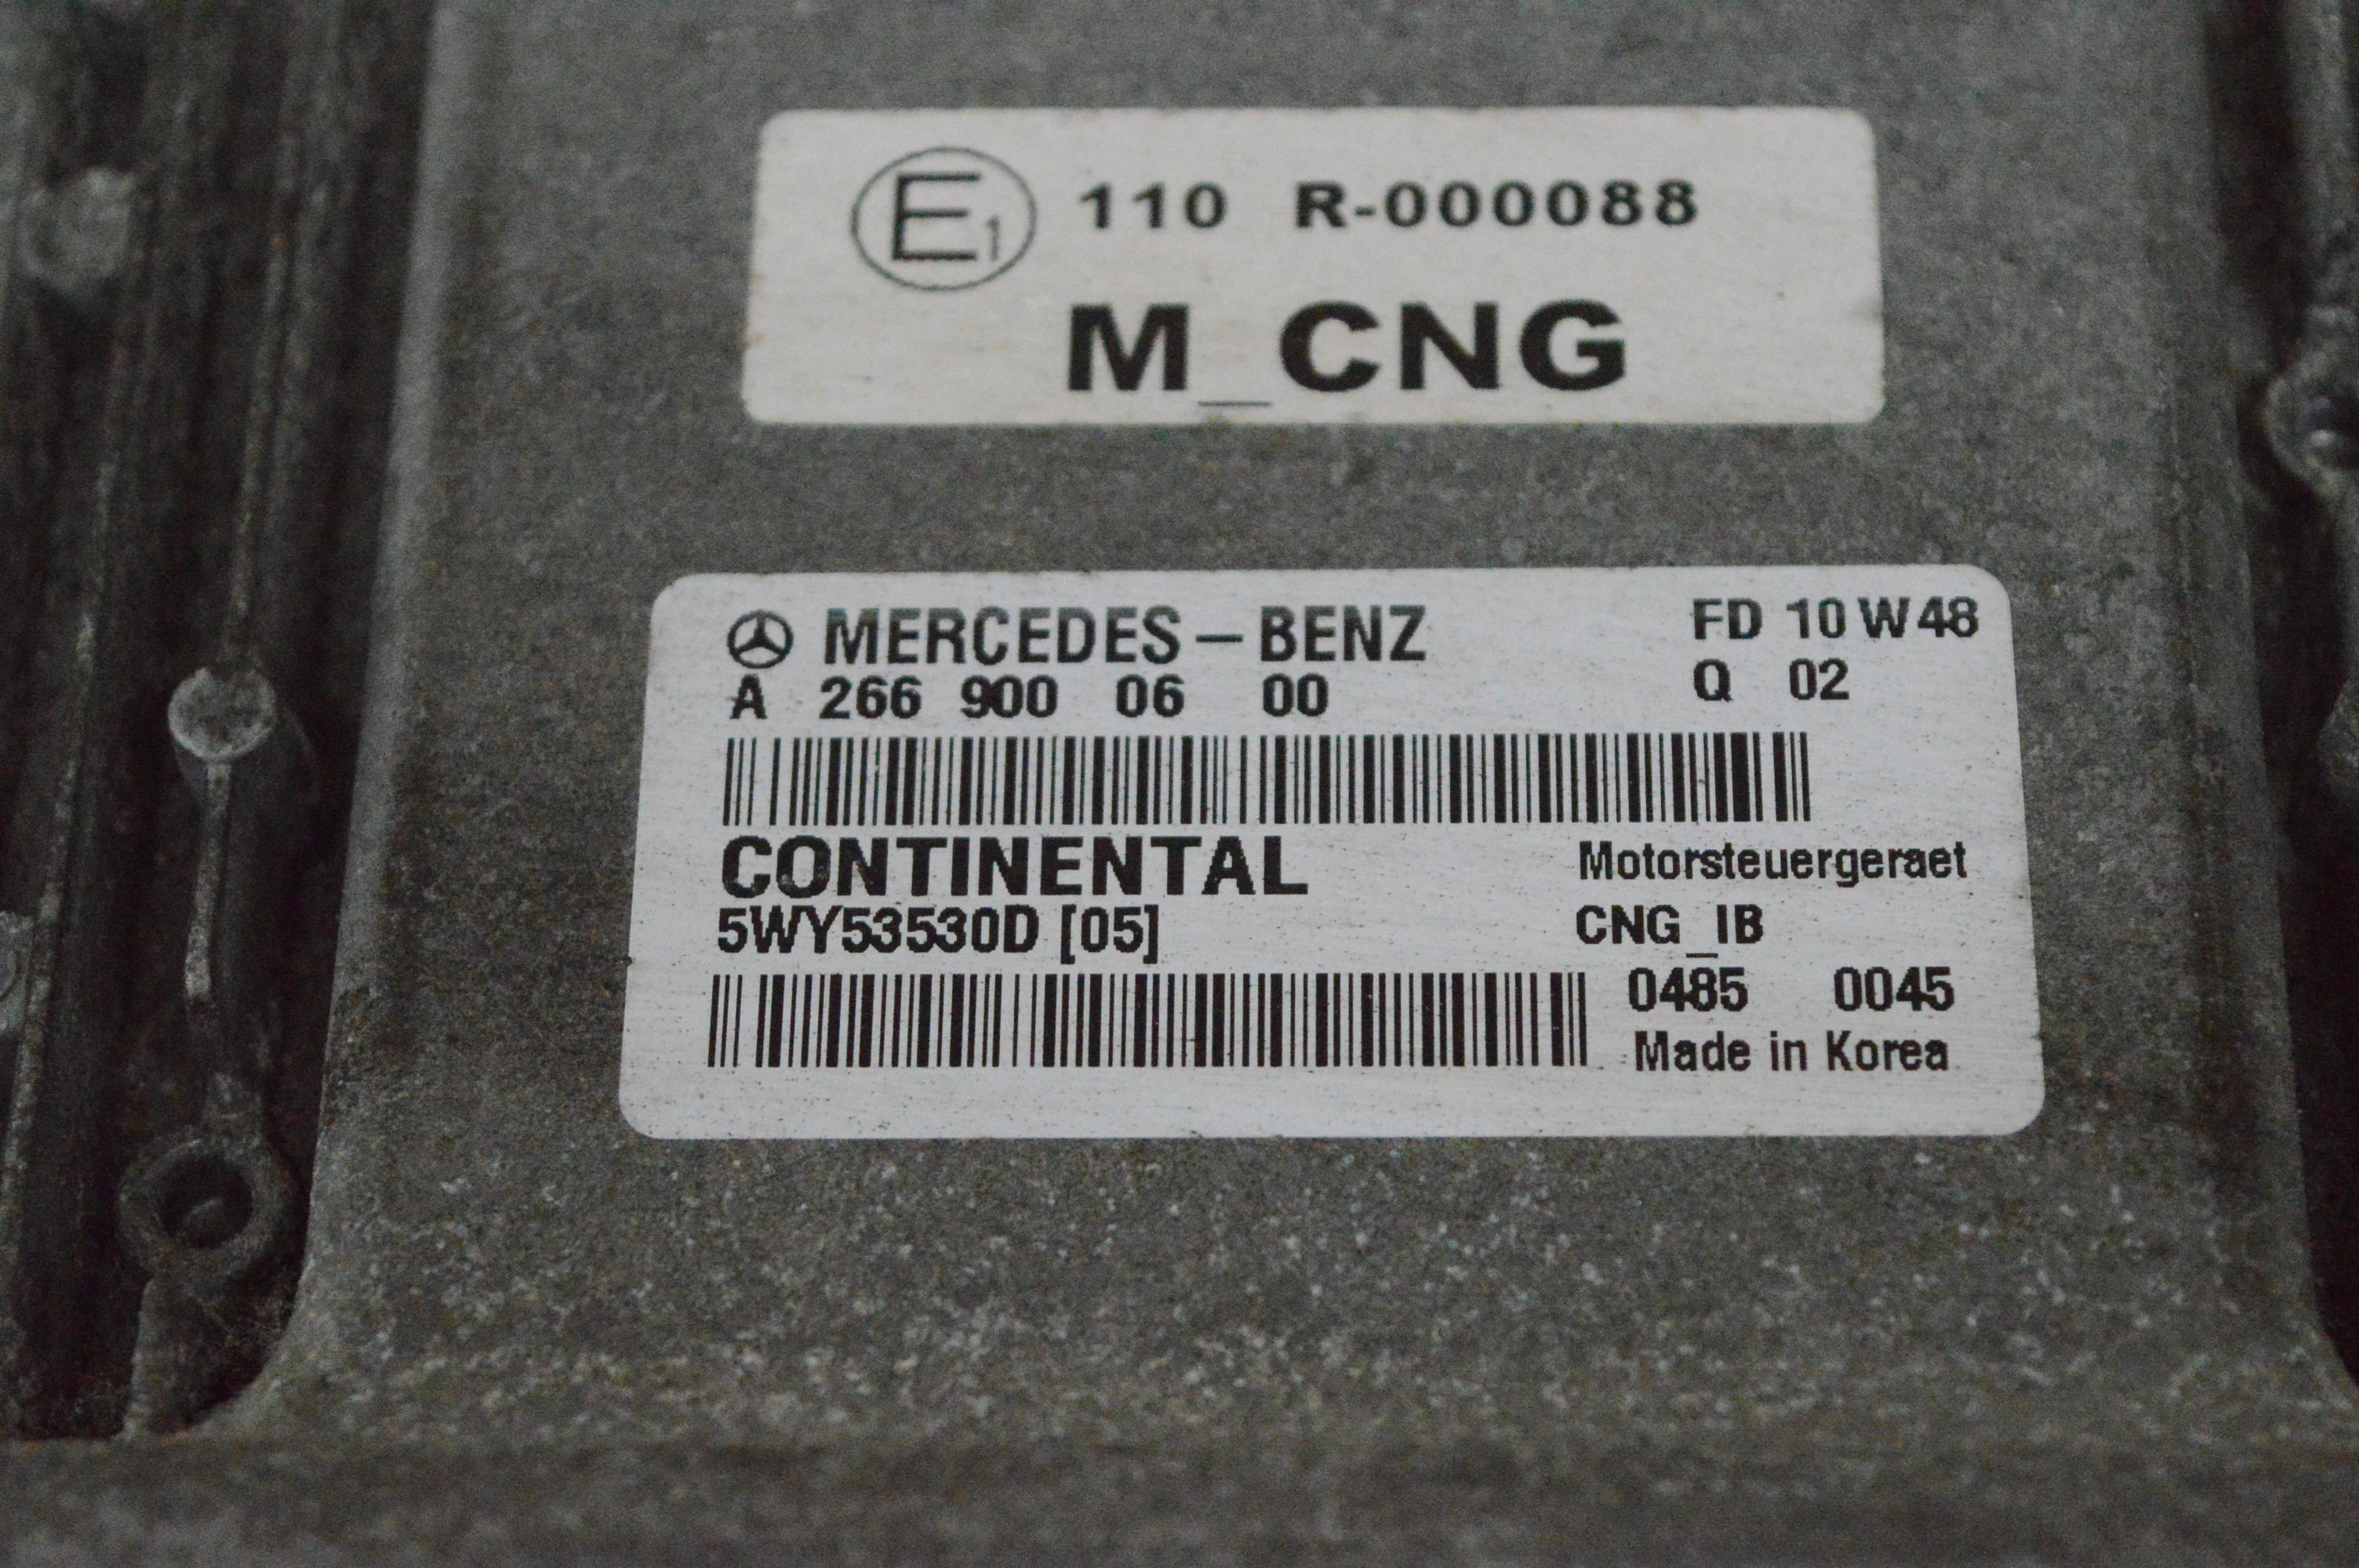 E1 110 R-000088
M_CNG
MERCEDES-BENZ FD 10 W48
A 266 900 06 00 Q 02
CONTINENTAL Motorsteuergeraet
5WY53530D [05] CNG_IB
0485 0045
Made in Korea